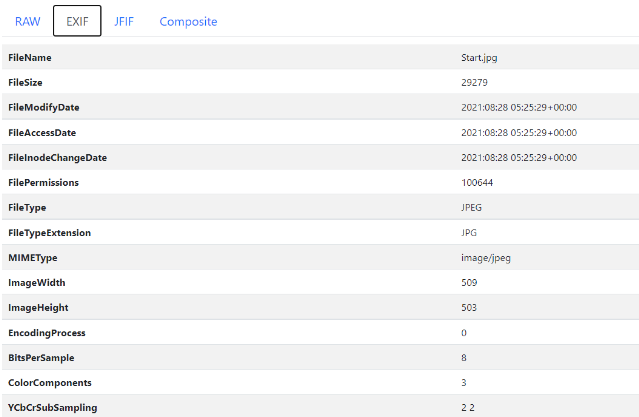 RAW EXIF JFIF Composite
FileName Start.jpg
FileSize 29279
FileModifyDate 2021:08:28 05:25:29+00:00
FileAccessDate 2021:08:28 05:25:29+00:00
FileInodeChangeDate 2021:08:28 05:25:29+00:00
FilePermissions 100644
FileType JPEG
FileTypeExtension JPG
MIMEType image/jpeg
ImageWidth 509
ImageHeight 503
EncodingProcess 0
BitsPerSample 8
ColorComponents 3
YCbCrSubSampling 2 2